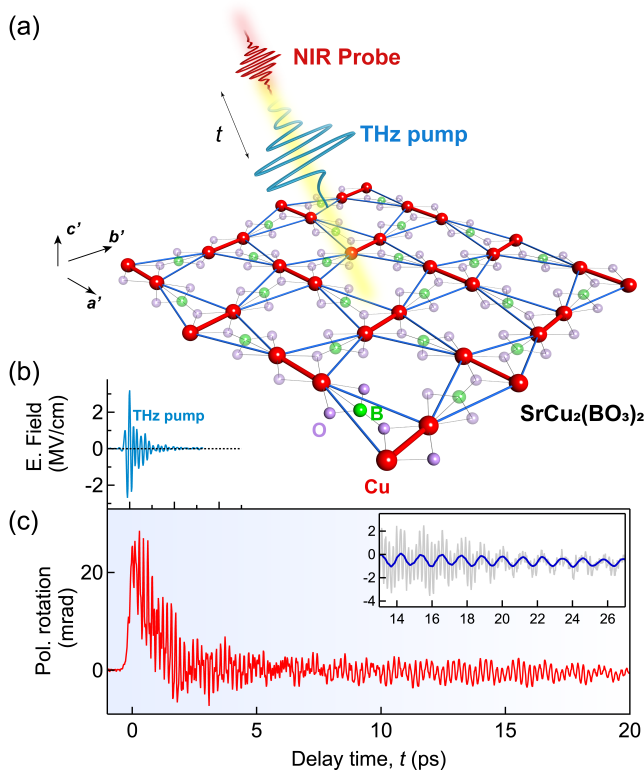 (a)
NIR Probe
t
THz pump
c’
b’
a’
(b)
THz pump
E. Field
(MV/cm)
2
0
-2
B
O
Cu
SrCu₂(BO₃)₂
(c)
Pol. rotation
(mrad)
20
0
2
0
-2
-4
14 16 18 20 22 24 26
0 5 10 15 20
Delay time, t (ps)